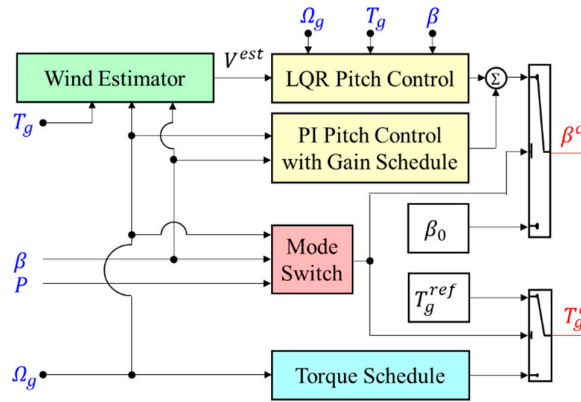 Ω_g T_g β
Wind Estimator
V^{est}
LQR Pitch Control
Σ
T_g
PI Pitch Control
with Gain Schedule
β_0
Mode
Switch
β
P
T_g^{ref}
Ω_g
Torque Schedule